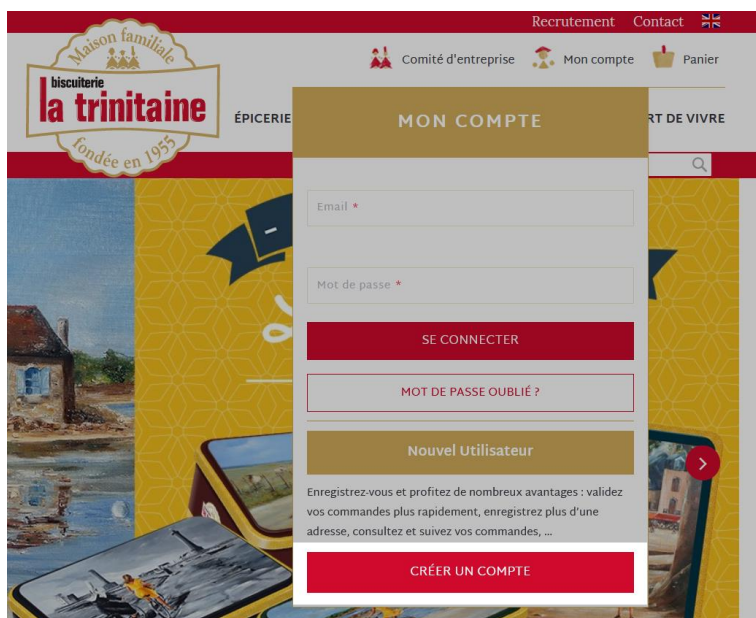 Recrutement Contact
Maison familiale
biscuiterie
la trinitaine
fondée en 1955
Comité d'entreprise Mon compte Panier
ÉPICERIE
RT DE VIVRE
MON COMPTE
Email *
Mot de passe *
SE CONNECTER
MOT DE PASSE OUBLIÉ ?
Nouvel Utilisateur
Enregistrez-vous et profitez de nombreux avantages : validez
vos commandes plus rapidement, enregistrez plus d'une
adresse, consultez et suivez vos commandes, ...
CRÉER UN COMPTE